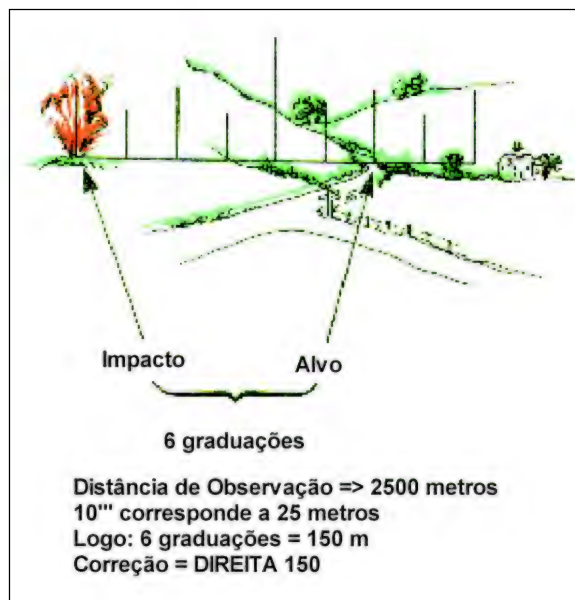 Impacto Alvo
6 graduações
Distância de Observação => 2500 metros
10''' corresponde a 25 metros
Logo: 6 graduações = 150 m
Correção = DIREITA 150